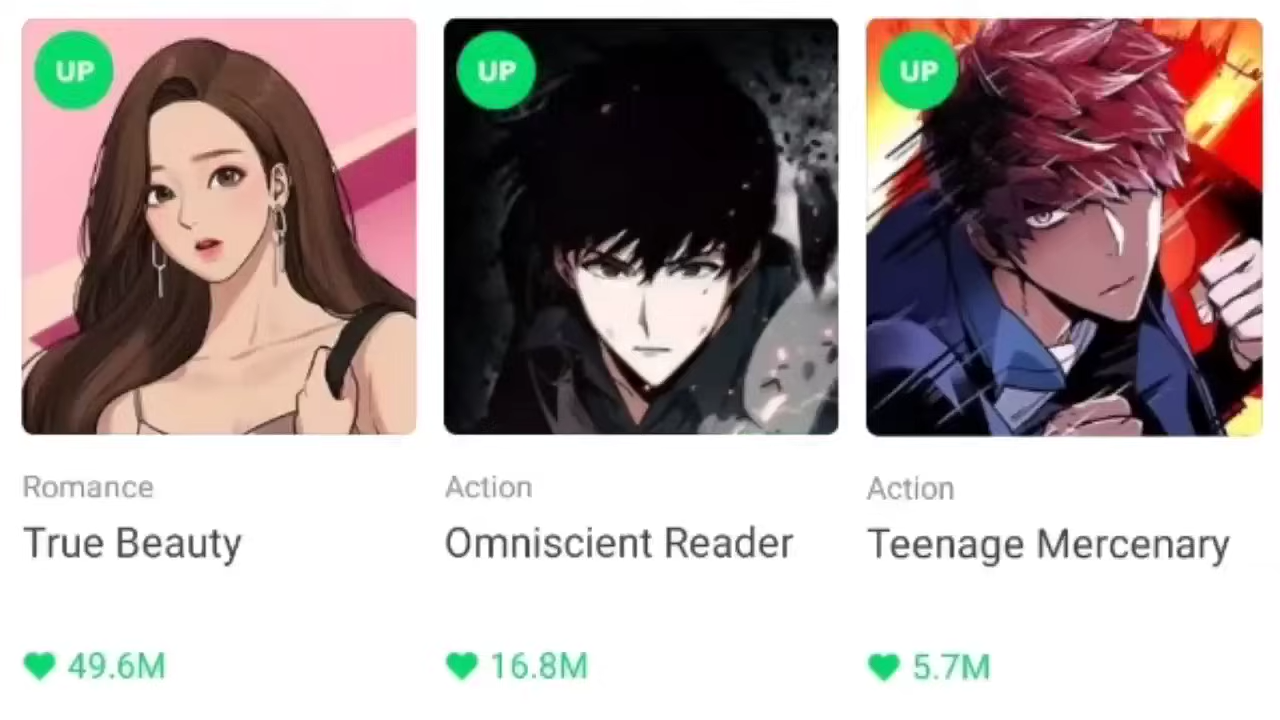 UP
UP
UP
Romance
Action
Action
True Beauty
Omniscient Reader
Teenage Mercenary
49.6M
16.8M
5.7M